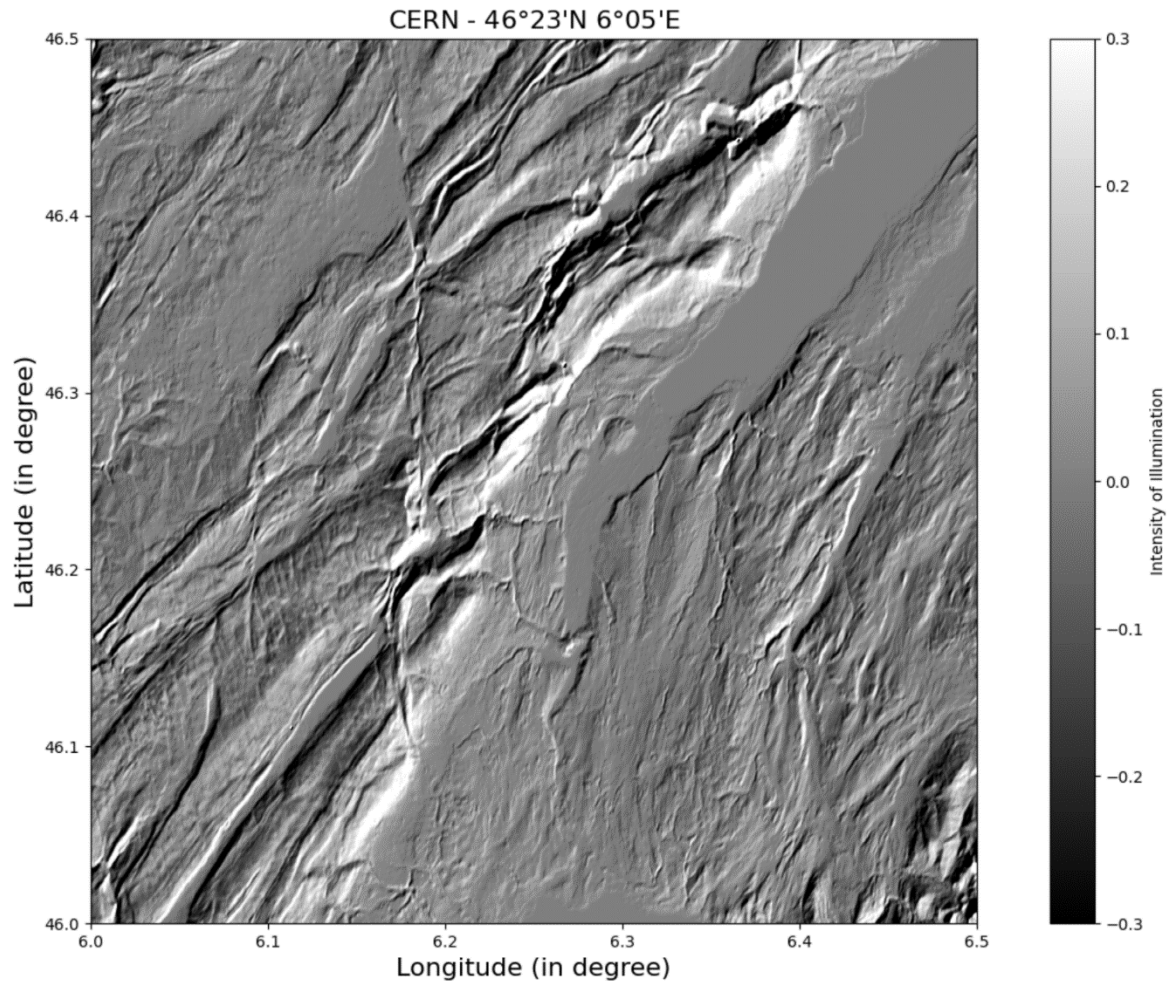 CERN - 46°23'N 6°05'E
46.5
46.4
46.3
46.2
46.1
46.0
Latitude (in degree)
6.0 6.1 6.2 6.3 6.4 6.5
Longitude (in degree)
0.3
0.2
0.1
0.0
−0.1
−0.2
−0.3
Intensity of Illumination